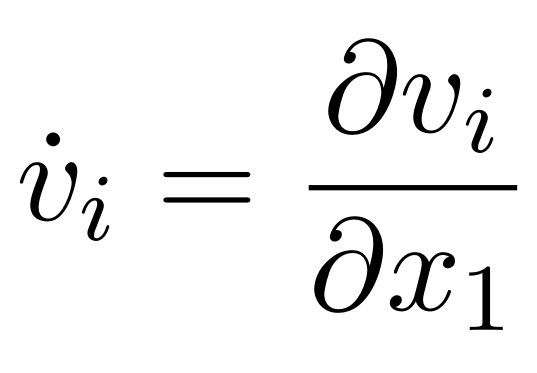 v̇ᵢ = ∂vᵢ / ∂x₁